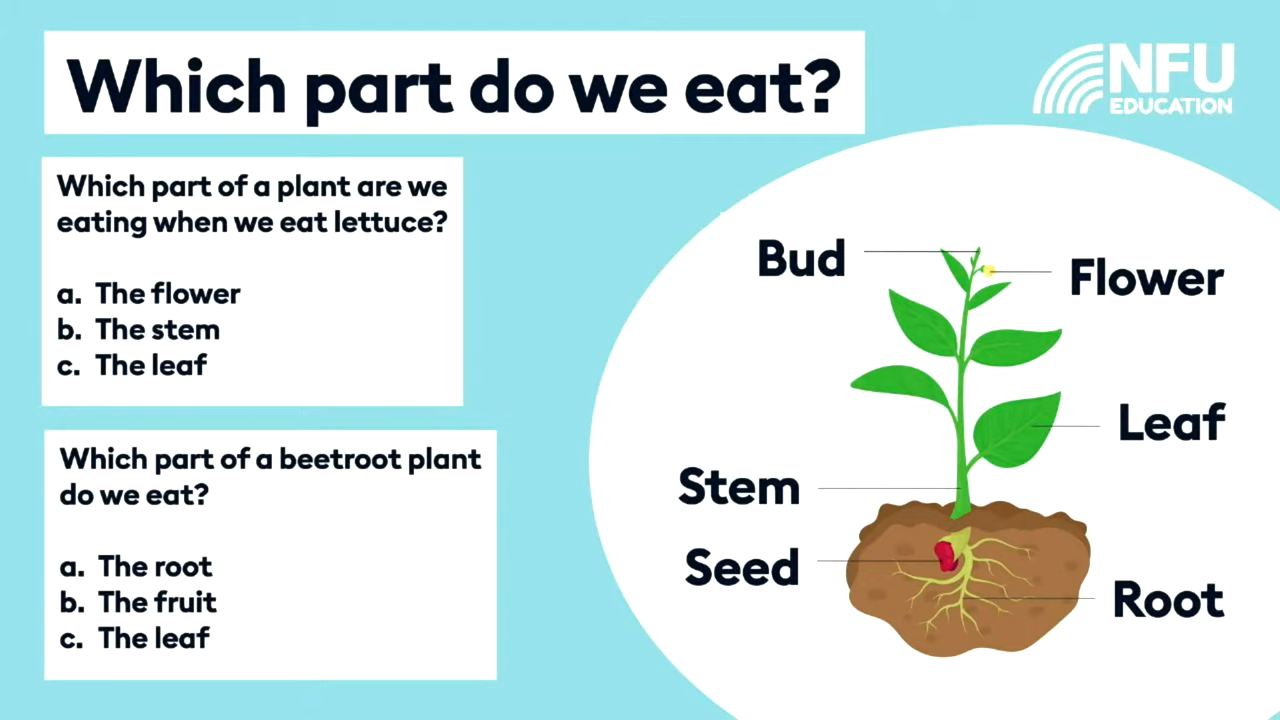 Which part do we eat?
NFU
EDUCATION
Which part of a plant are we
eating when we eat lettuce?
a. The flower
b. The stem
c. The leaf
Which part of a beetroot plant
do we eat?
a. The root
b. The fruit
c. The leaf
Bud
Flower
Leaf
Stem
Seed
Root